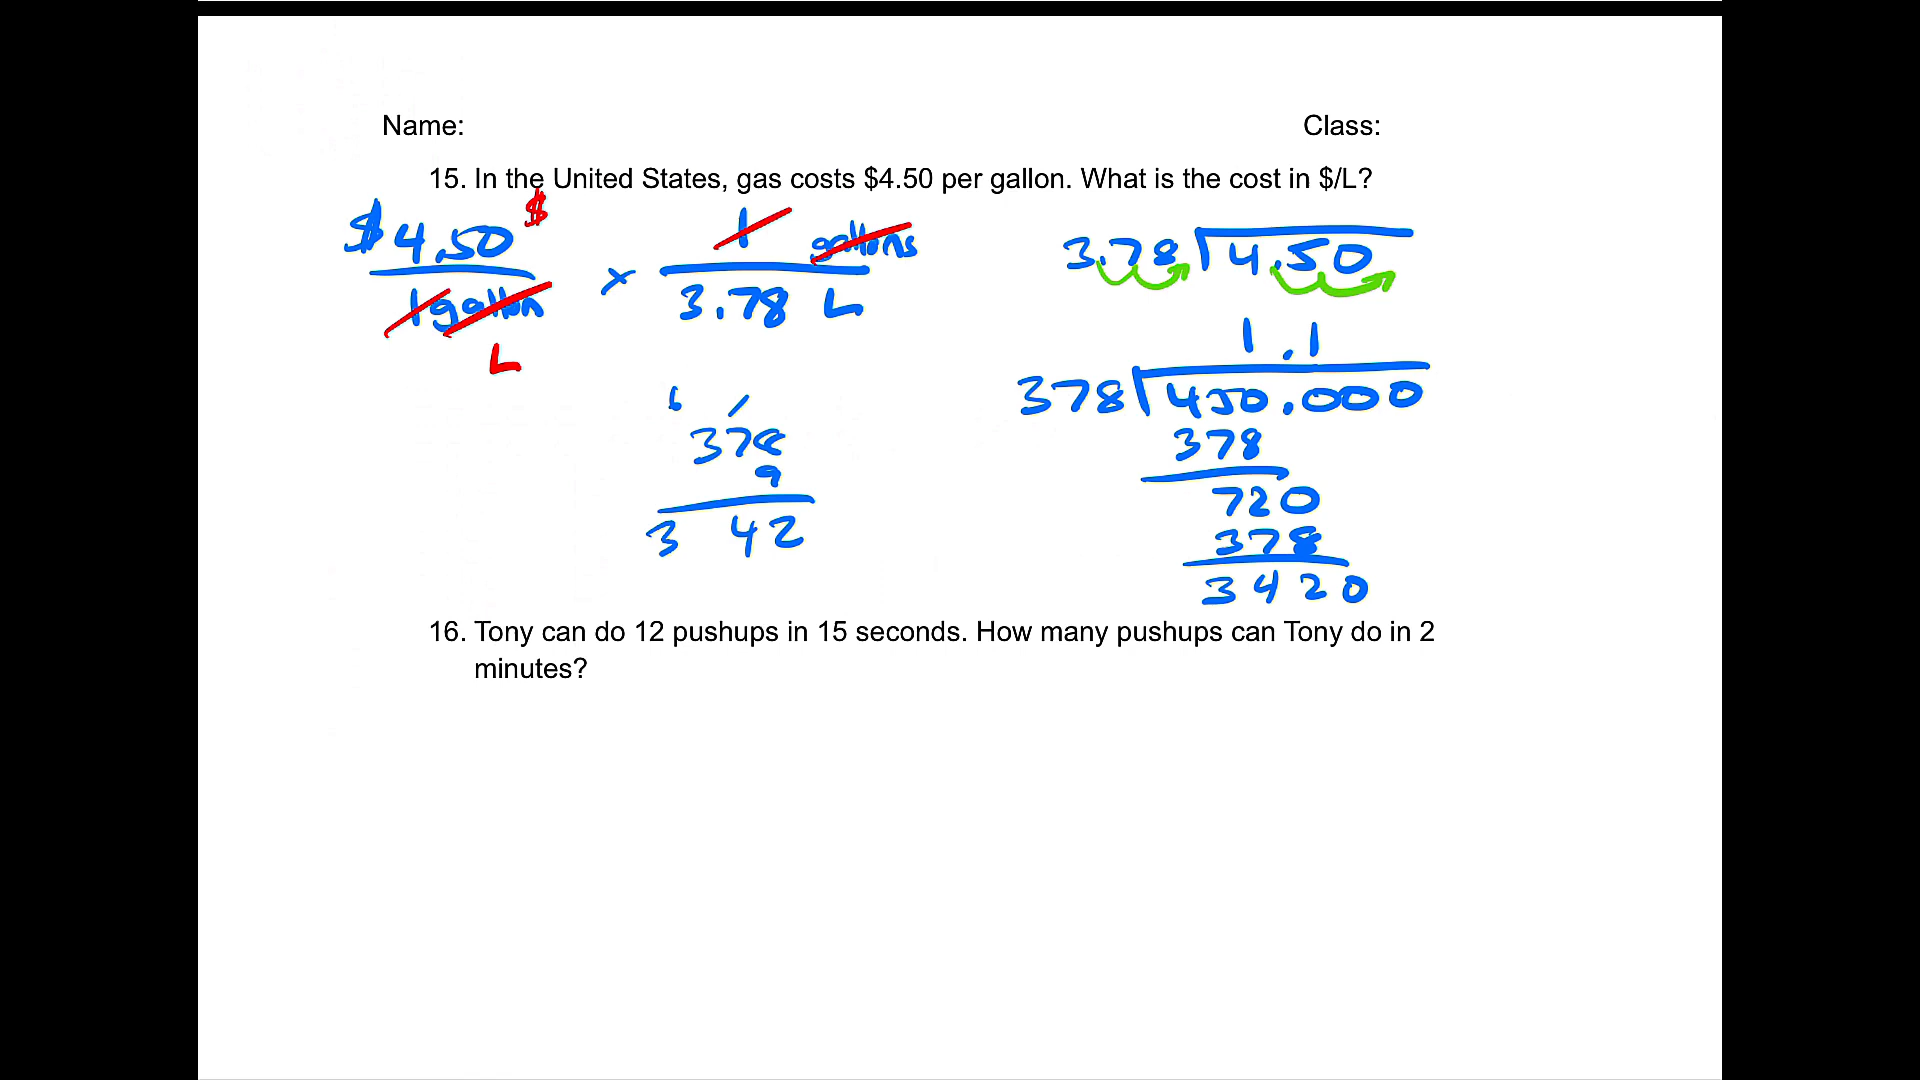 Name: Class:
15. In the United States, gas costs $4.50 per gallon. What is the cost in $/L?
$4.50 $
1 gallon
L
×
1 gallons
3.78 L
3.78 4.50
1.1
378 450.000
378
720
378
3420
6
378
9
3 42
16. Tony can do 12 pushups in 15 seconds. How many pushups can Tony do in 2
minutes?